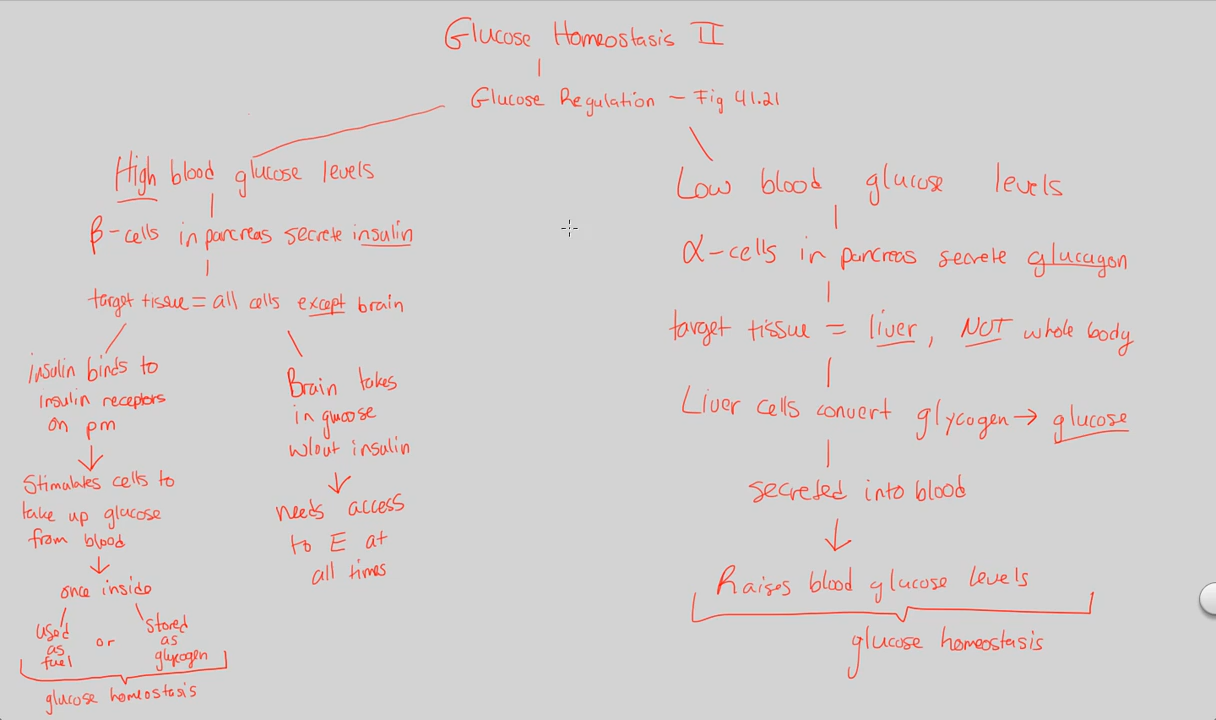 Glucose Homeostasis II
Glucose Regulation - Fig 41.21
High blood glucose levels
β-cells in pancreas secrete insulin
target tissue = all cells except brain
insulin binds to
insulin receptors
on pm
Stimulates cells to
take up glucose
from blood
once inside
used
as
fuel
or
stored
as
glycogen
glucose homeostasis
Brain takes
in glucose
w/out insulin
needs access
to E at
all times
Low blood glucose levels
α-cells in pancreas secrete glucagon
target tissue = liver, NOT whole body
Liver cells convert glycogen → glucose
secreted into blood
Raises blood glucose levels
glucose homeostasis